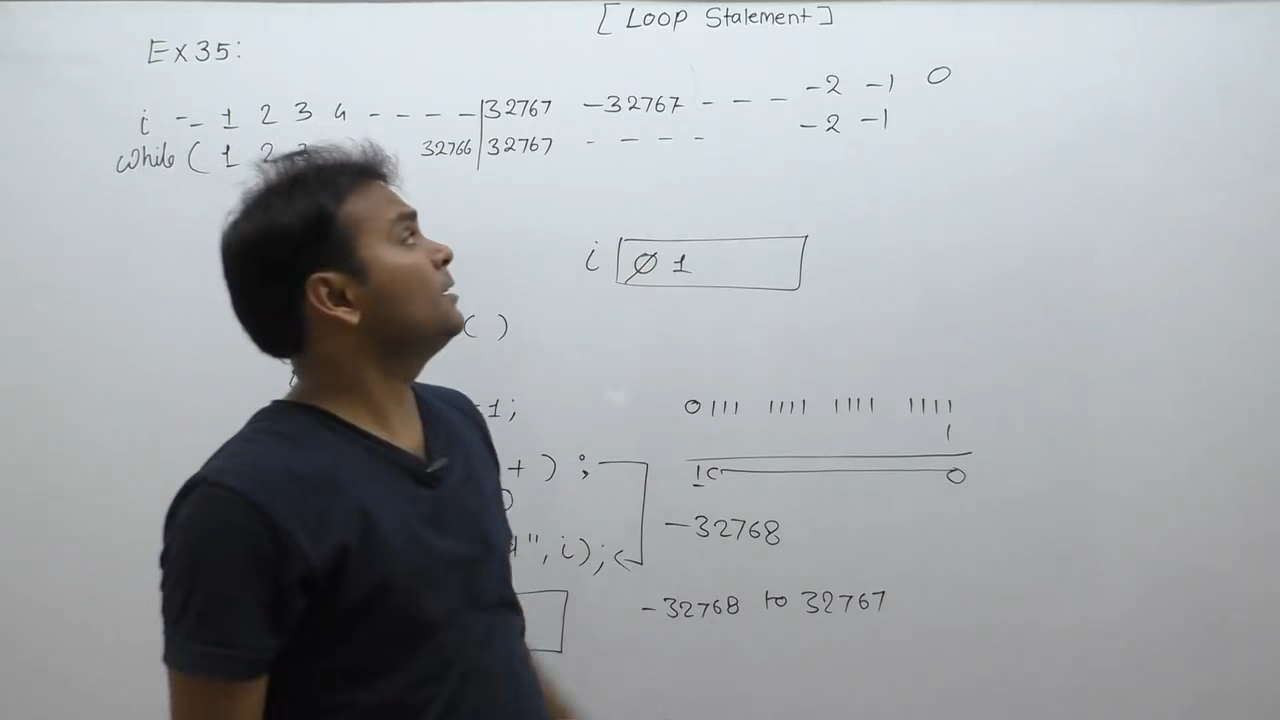 [ Loop Stalement ]
Ex35:
i -- 1 2 3 4 - - - - - 32767 -32767 - - - -2 -1 0
while ( 1 2 3 32766 32767 - - - - -2 -1
i Ø 1
( )
-1;
0111 1111 1111 1111
+ ) ;
1
1 0
-32768
", i);
-32768 to 32767